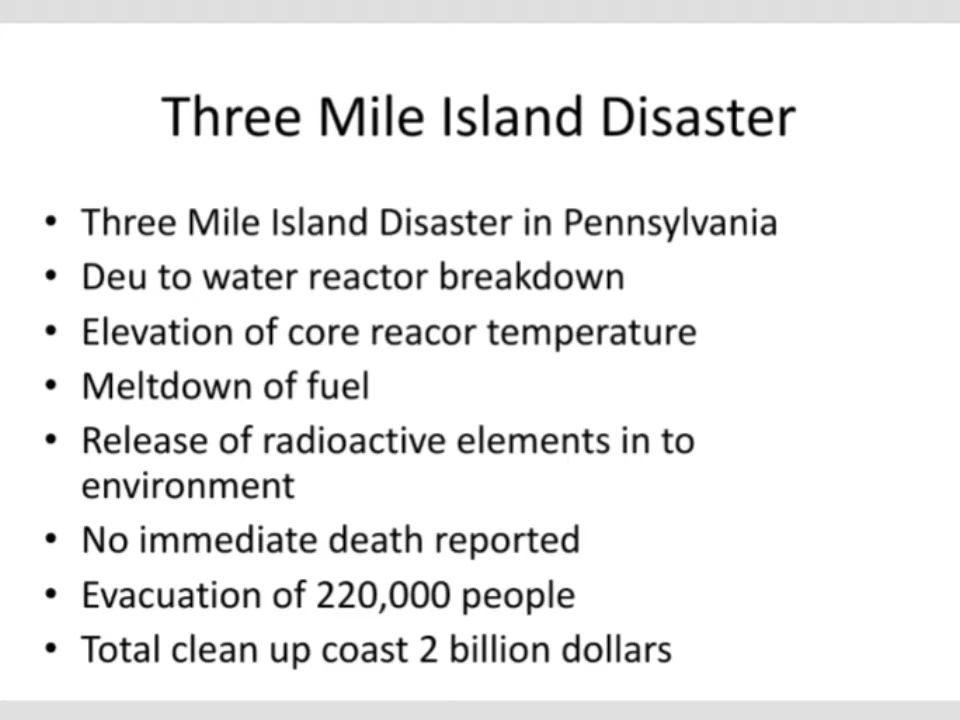 Three Mile Island Disaster
• Three Mile Island Disaster in Pennsylvania
• Deu to water reactor breakdown
• Elevation of core reacor temperature
• Meltdown of fuel
• Release of radioactive elements in to
environment
• No immediate death reported
• Evacuation of 220,000 people
• Total clean up coast 2 billion dollars